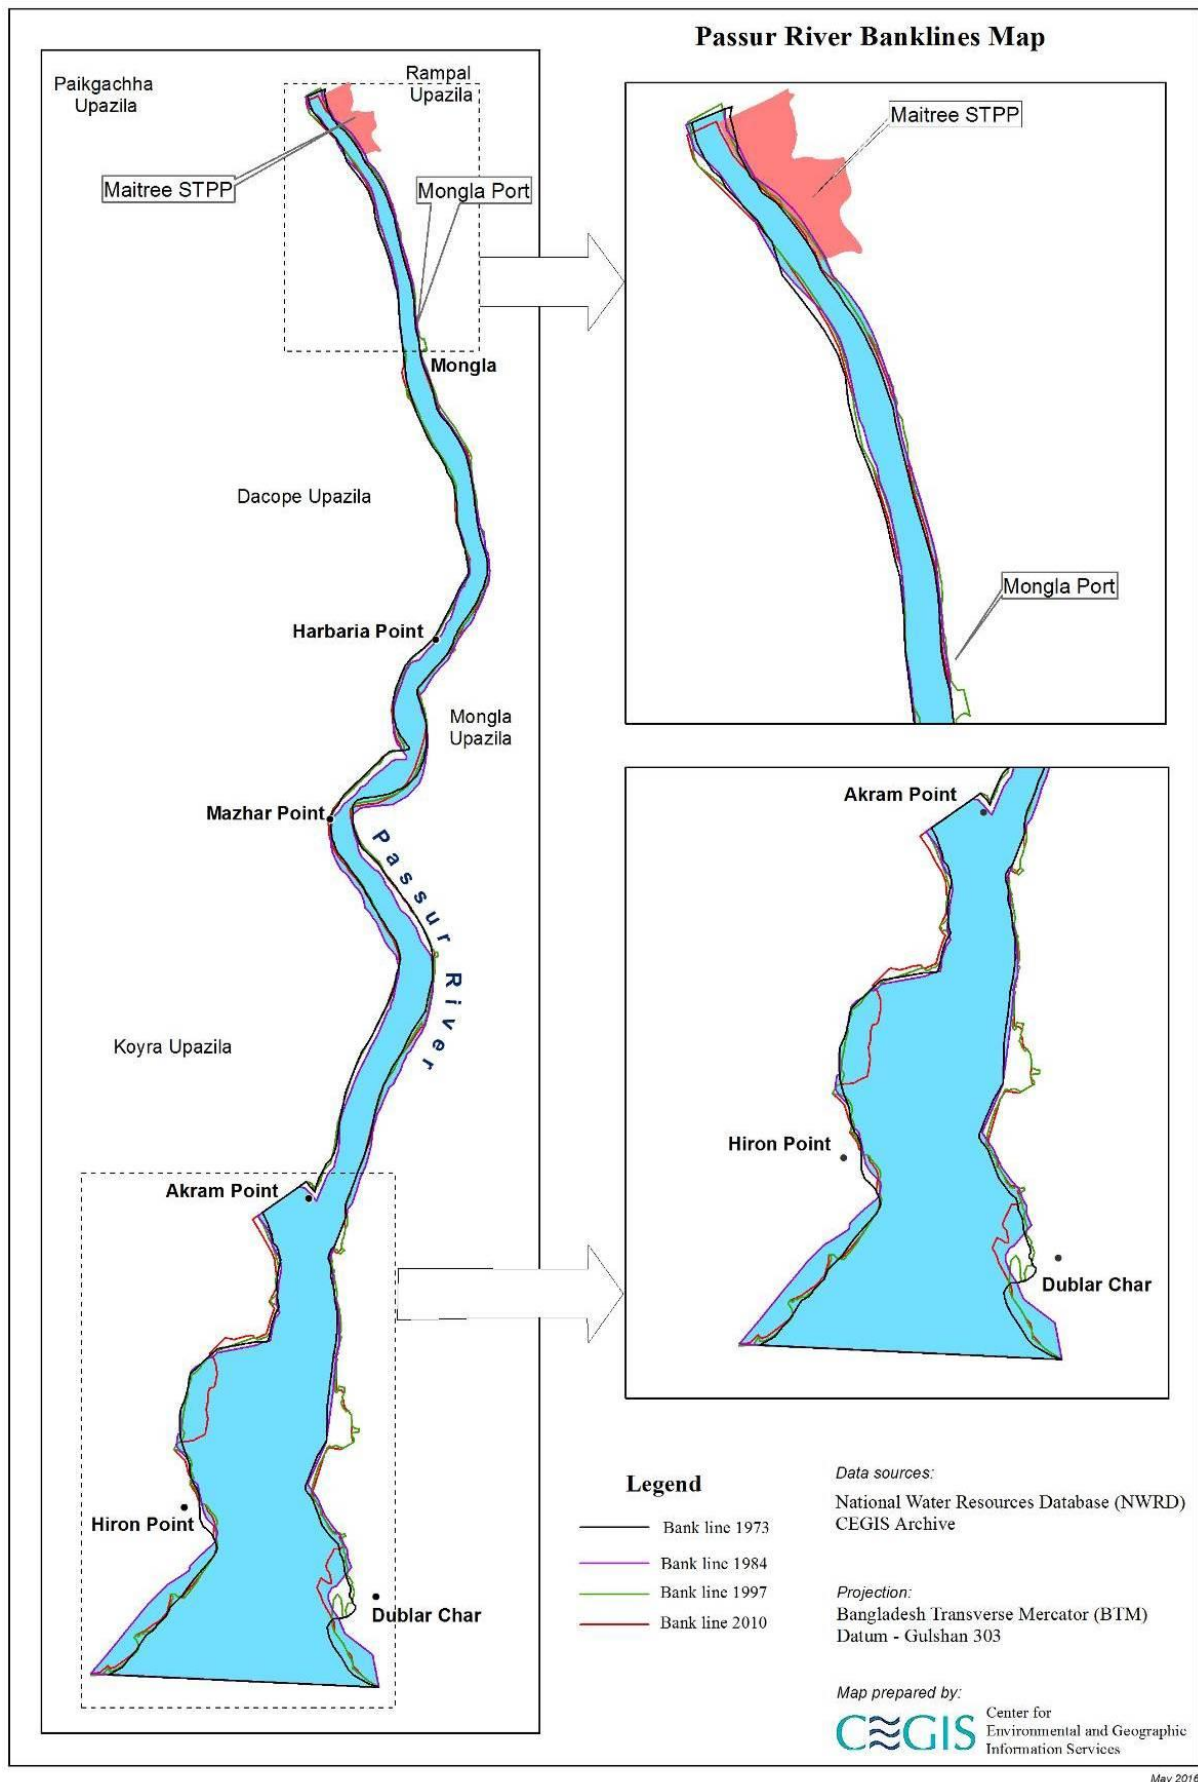 Passur River Banklines Map
Paikgachha
Upazila
Rampal
Upazila
Maitree STPP
Mongla Port
Mongla
Dacope Upazila
Harbaria Point
Mongla
Upazila
Mazhar Point
Passur River
Koyra Upazila
Akram Point
Hiron Point
Dublar Char
Maitree STPP
Mongla Port
Akram Point
Hiron Point
Dublar Char
Legend
Bank line 1973
Bank line 1984
Bank line 1997
Bank line 2010
Data sources:
National Water Resources Database (NWRD)
CEGIS Archive
Projection:
Bangladesh Transverse Mercator (BTM)
Datum - Gulshan 303
Map prepared by:
CEGIS
Center for
Environmental and Geographic
Information Services
May 2016